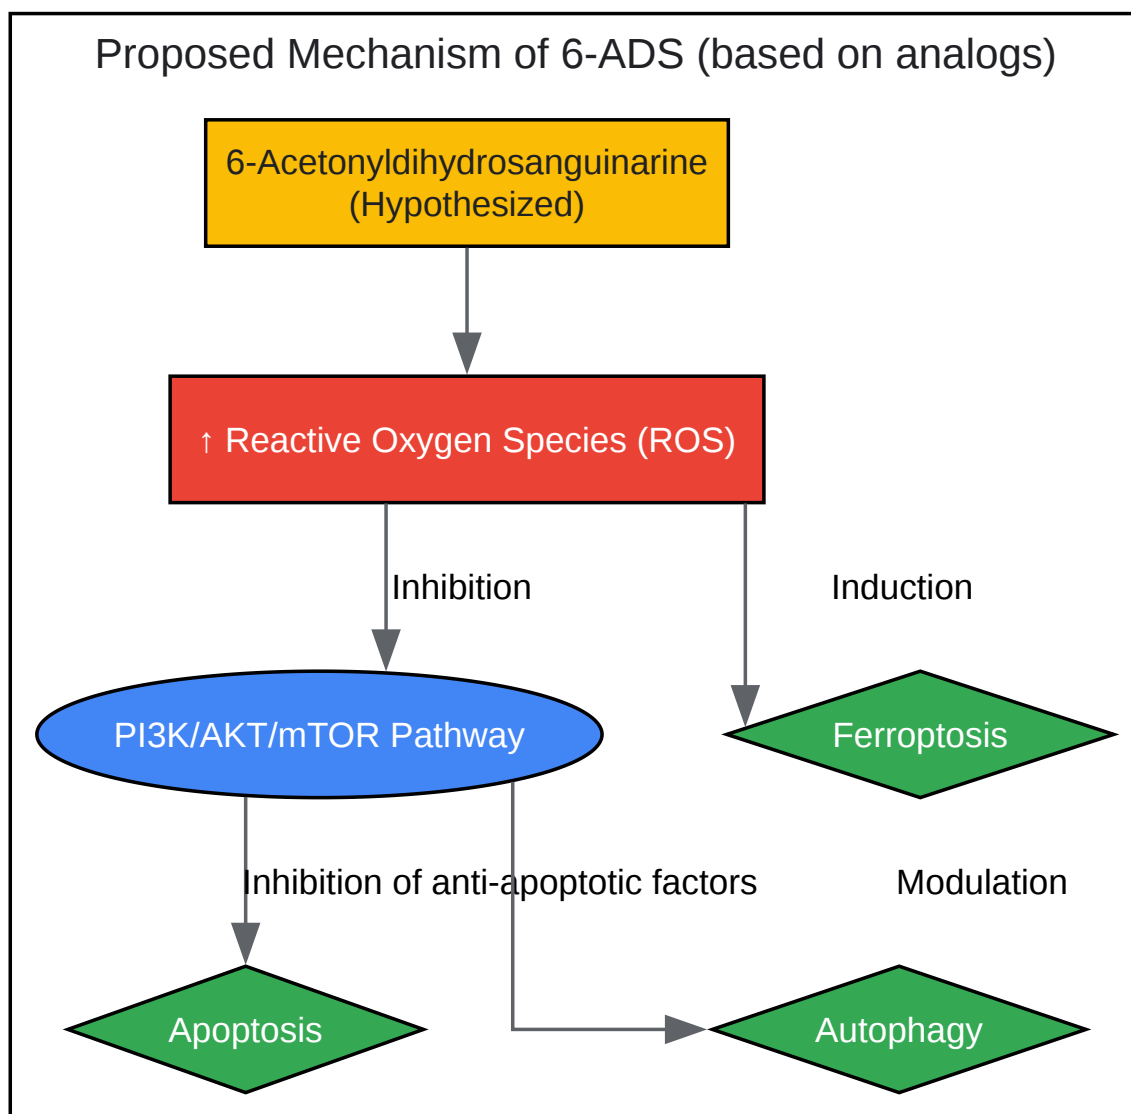 Proposed Mechanism of 6-ADS (based on analogs)
6-Acetonyldihydrosanguinarine
(Hypothesized)
↑ Reactive Oxygen Species (ROS)
Inhibition
Induction
PI3K/AKT/mTOR Pathway
Ferroptosis
Inhibition of anti-apoptotic factors
Modulation
Apoptosis
Autophagy